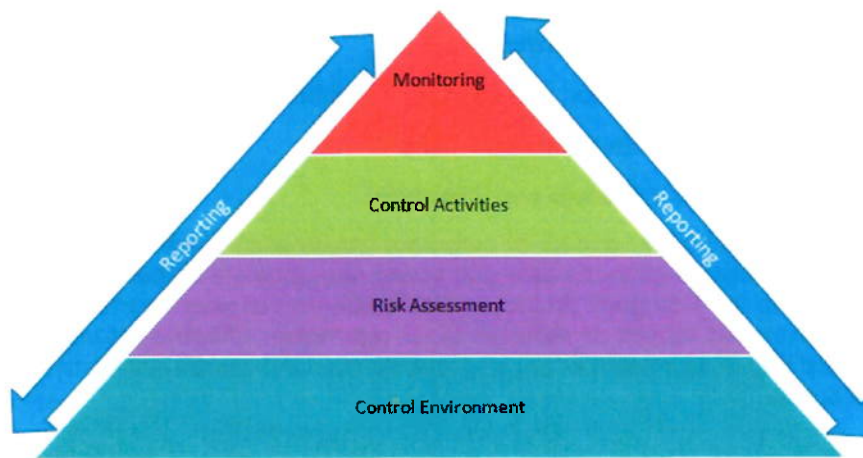 Monitoring
Control Activities
Reporting
Reporting
Risk Assessment
Control Environment